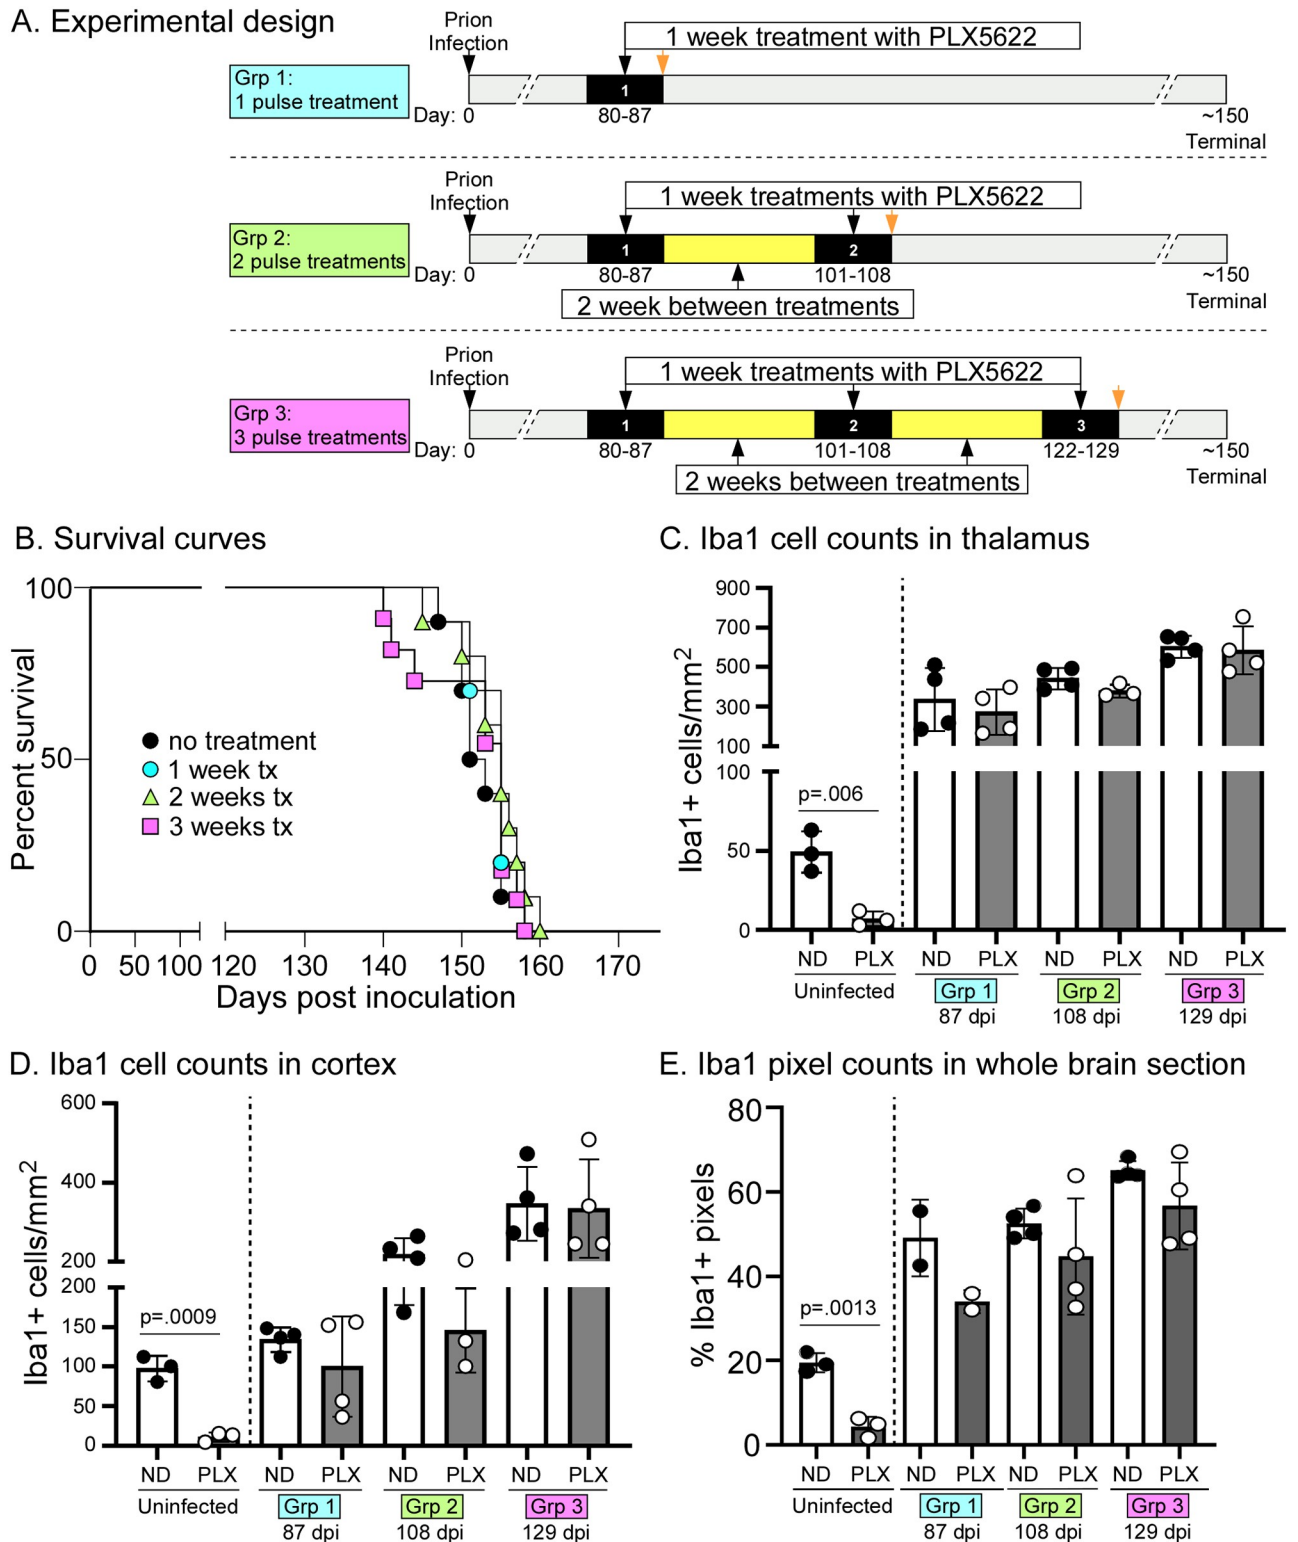 A. Experimental design
Prion
Infection
1 week treatment with PLX5622
Grp 1:
1 pulse treatment
1
Day: 0
80-87
~150
Terminal
Prion
Infection
1 week treatments with PLX5622
Grp 2:
2 pulse treatments
1
2
Day: 0
80-87
101-108
~150
Terminal
2 week between treatments
Prion
Infection
1 week treatments with PLX5622
Grp 3:
3 pulse treatments
1
2
3
Day: 0
80-87
101-108
122-129
~150
Terminal
2 weeks between treatments
B. Survival curves
Percent survival
100
50
0
no treatment
1 week tx
2 weeks tx
3 weeks tx
0 50 100 120 130 140 150 160 170
Days post inoculation
C. Iba1 cell counts in thalamus
Iba1+ cells/mm2
900
700
500
300
100
100
50
0
p=.006
ND PLX ND PLX ND PLX ND PLX
Uninfected Grp 1 Grp 2 Grp 3
87 dpi 108 dpi 129 dpi
D. Iba1 cell counts in cortex
Iba1+ cells/mm2
600
400
200
200
150
100
50
0
p=.0009
ND PLX ND PLX ND PLX ND PLX
Uninfected Grp 1 Grp 2 Grp 3
87 dpi 108 dpi 129 dpi
E. Iba1 pixel counts in whole brain section
% Iba1+ pixels
80
60
40
20
0
p=.0013
ND PLX ND PLX ND PLX ND PLX
Uninfected Grp 1 Grp 2 Grp 3
87 dpi 108 dpi 129 dpi